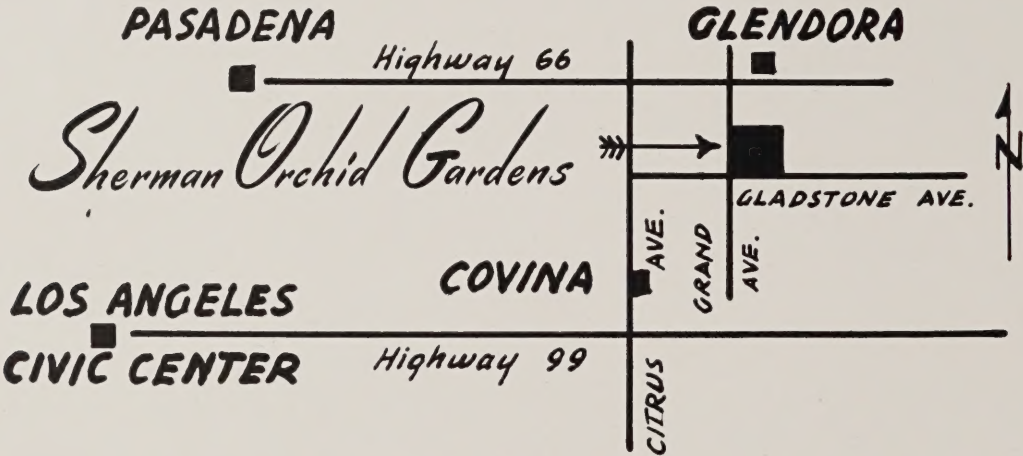 PASADENA
GLENDORA
Highway 66
Sherman Orchid Gardens
N
GLADSTONE AVE.
COVINA
CITRUS AVE.
GRAND AVE.
LOS ANGELES
CIVIC CENTER
Highway 99